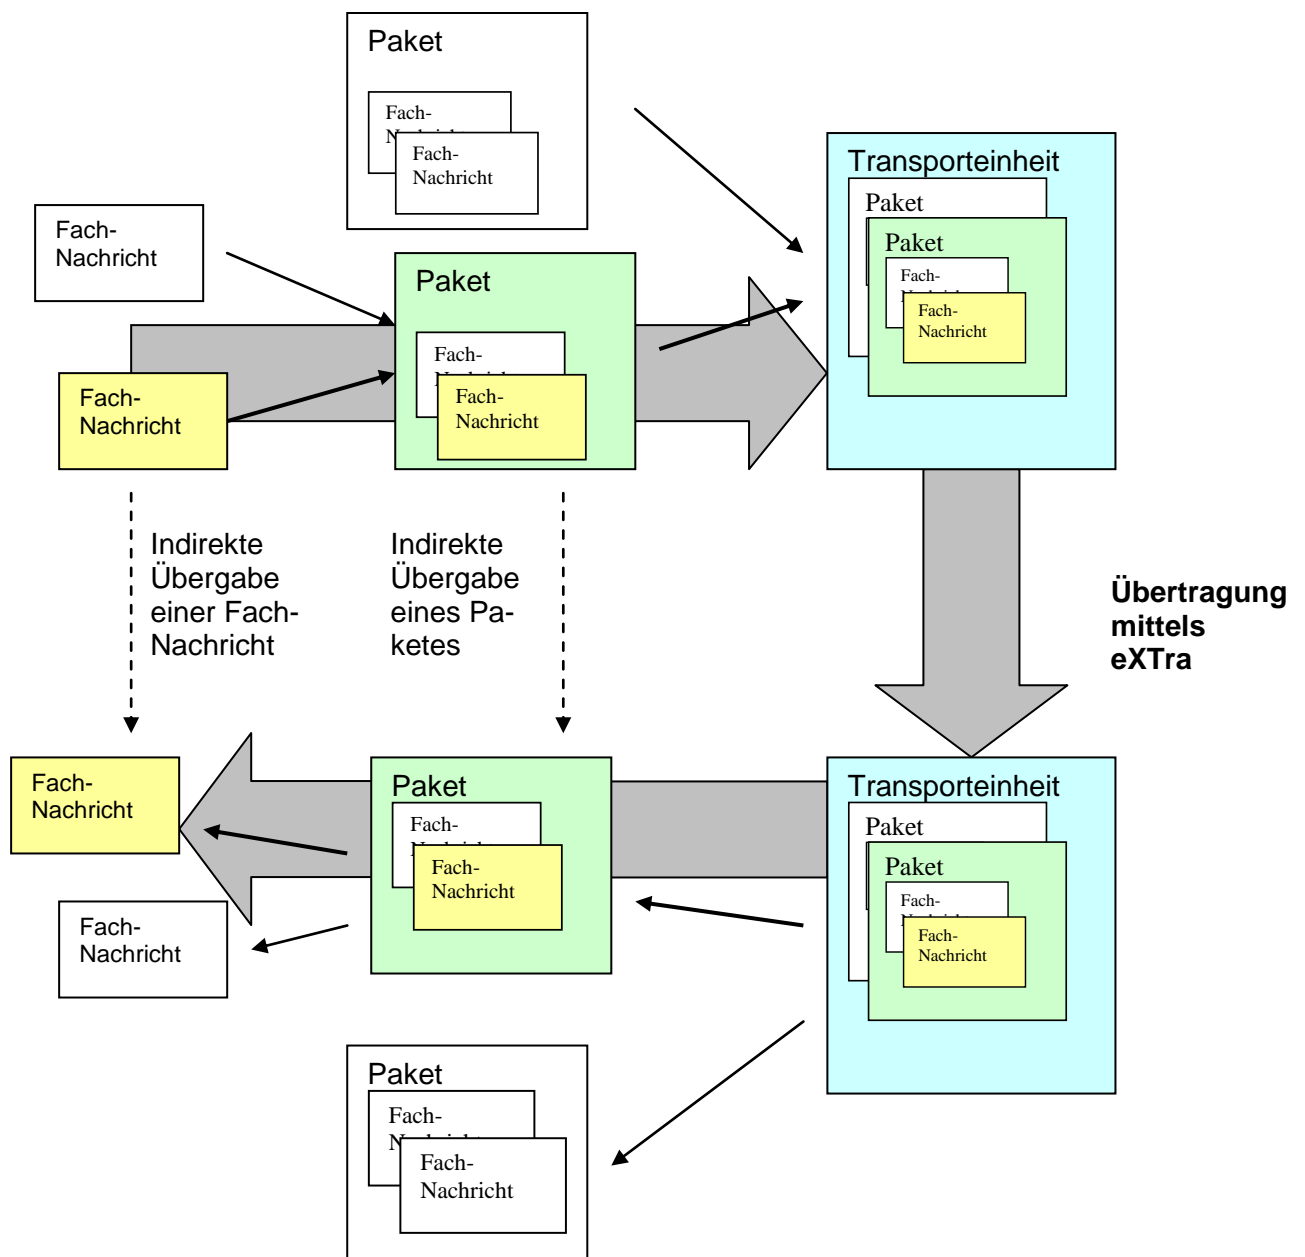 Paket
Fach-
Fach-
Nachricht
Transporteinheit
Paket
Paket
Fach-
Fach-
Nachricht
Fach-
Nachricht
Paket
Fach-
Fach-
Nachricht
Fach-
Nachricht
Indirekte
Übergabe
einer Fach-
Nachricht
Indirekte
Übergabe
eines Pa-
ketes
Übertragung
mittels
eXTra
Fach-
Nachricht
Paket
Fach-
Fach-
Nachricht
Transporteinheit
Paket
Paket
Fach-
Fach-
Nachricht
Fach-
Nachricht
Paket
Fach-
Fach-
Nachricht